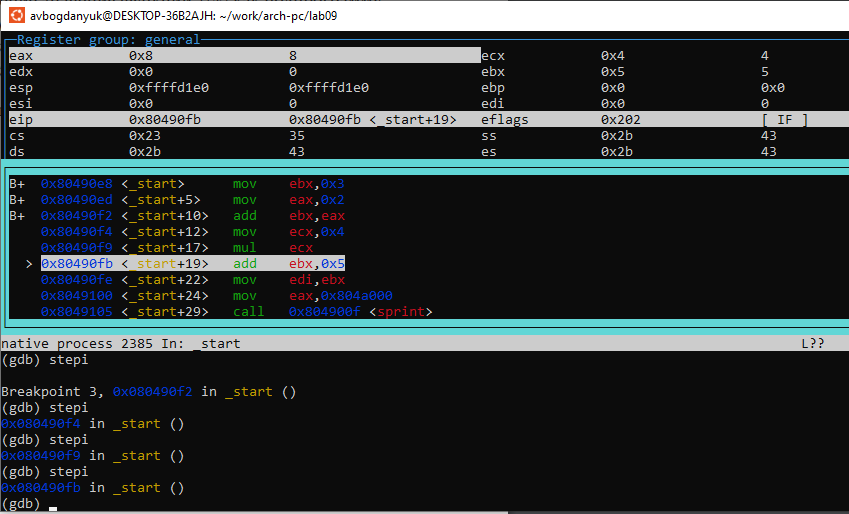 avbogdanyuk@DESKTOP-36B2AJH: ~/work/arch-pc/lab09
Register group: general
eax 0x8 8 ecx 0x4 4
edx 0x0 0 ebx 0x5 5
esp 0xffffd1e0 0xffffd1e0 ebp 0x0 0x0
esi 0x0 0 edi 0x0 0
eip 0x80490fb 0x80490fb <_start+19> eflags 0x202 [ IF ]
cs 0x23 35 ss 0x2b 43
ds 0x2b 43 es 0x2b 43
B+ 0x80490e8 <_start> mov ebx,0x3
B+ 0x80490ed <_start+5> mov eax,0x2
B+ 0x80490f2 <_start+10> add ebx,eax
0x80490f4 <_start+12> mov ecx,0x4
0x80490f9 <_start+17> mul ecx
> 0x80490fb <_start+19> add ebx,0x5
0x80490fe <_start+22> mov edi,ebx
0x8049100 <_start+24> mov eax,0x804a000
0x8049105 <_start+29> call 0x804900f <sprint>
native process 2385 In: _start L??
(gdb) stepi
Breakpoint 3, 0x080490f2 in _start ()
(gdb) stepi
0x080490f4 in _start ()
(gdb) stepi
0x080490f9 in _start ()
(gdb) stepi
0x080490fb in _start ()
(gdb)